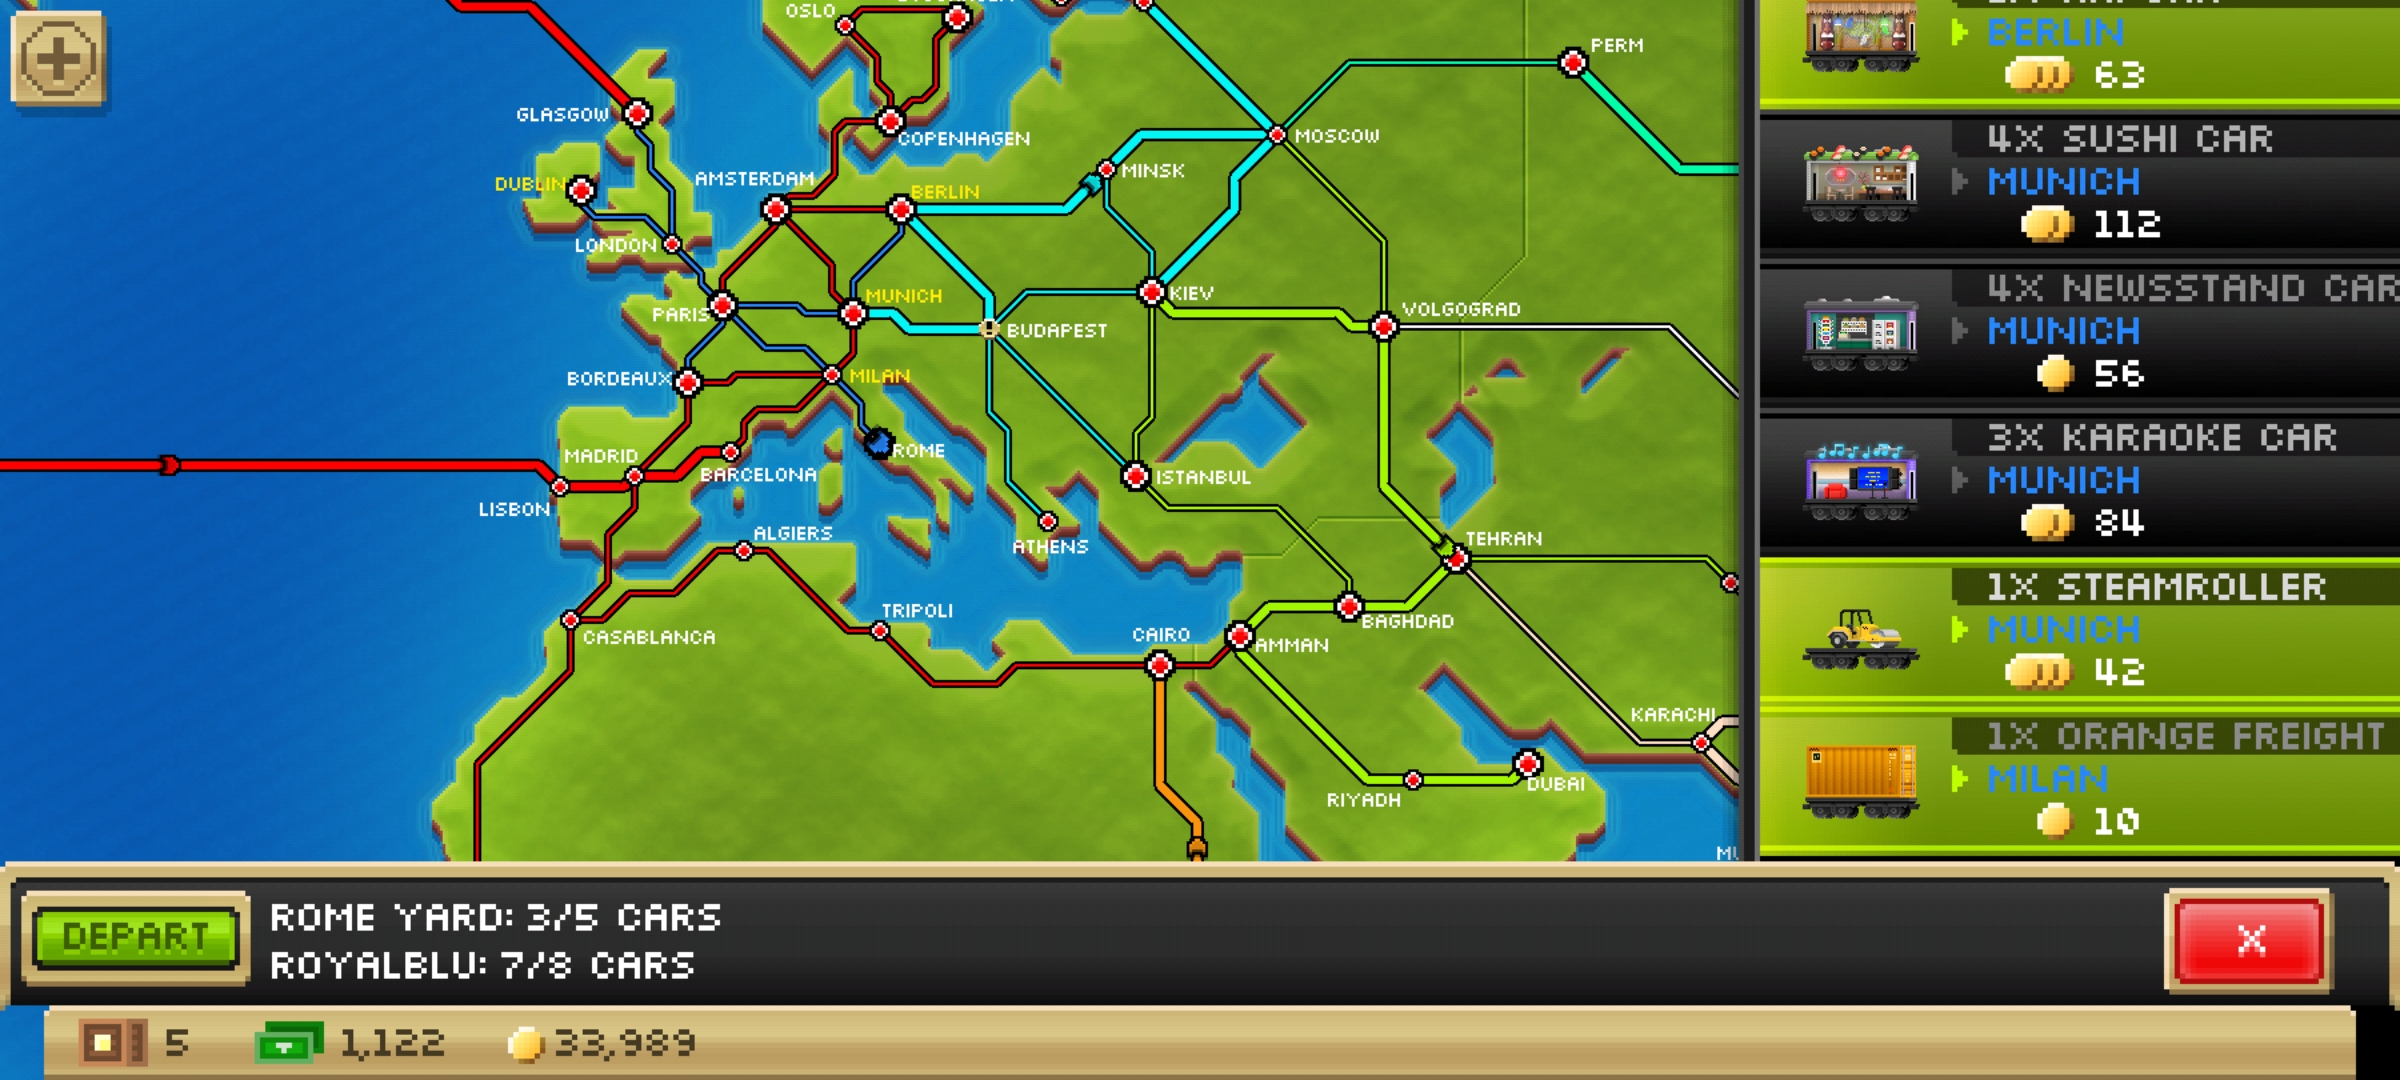 OSLO
PERM
GLASGOW
COPENHAGEN
MOSCOW
MINSK
AMSTERDAM
DUBLIN
BERLIN
LONDON
KIEV
MUNICH
PARIS
BUDAPEST
VOLGOGRAD
BORDEAUX
MILAN
ROME
MADRID
BARCELONA
ISTANBUL
LISBON
ALGIERS
ATHENS
TEHRAN
TRIPOLI
CAIRO
BAGHDAD
CASABLANCA
AMMAN
KARACHI
RIYADH
DUBAI
BERLIN
63
4X SUSHI CAR
MUNICH
112
4X NEWSSTAND CAR
MUNICH
56
3X KARAOKE CAR
MUNICH
84
1X STEAMROLLER
MUNICH
42
1X ORANGE FREIGHT
MILAN
10
DEPART
ROME YARD: 3/5 CARS
ROYALBLU: 7/8 CARS
X
5
1,122
33,989